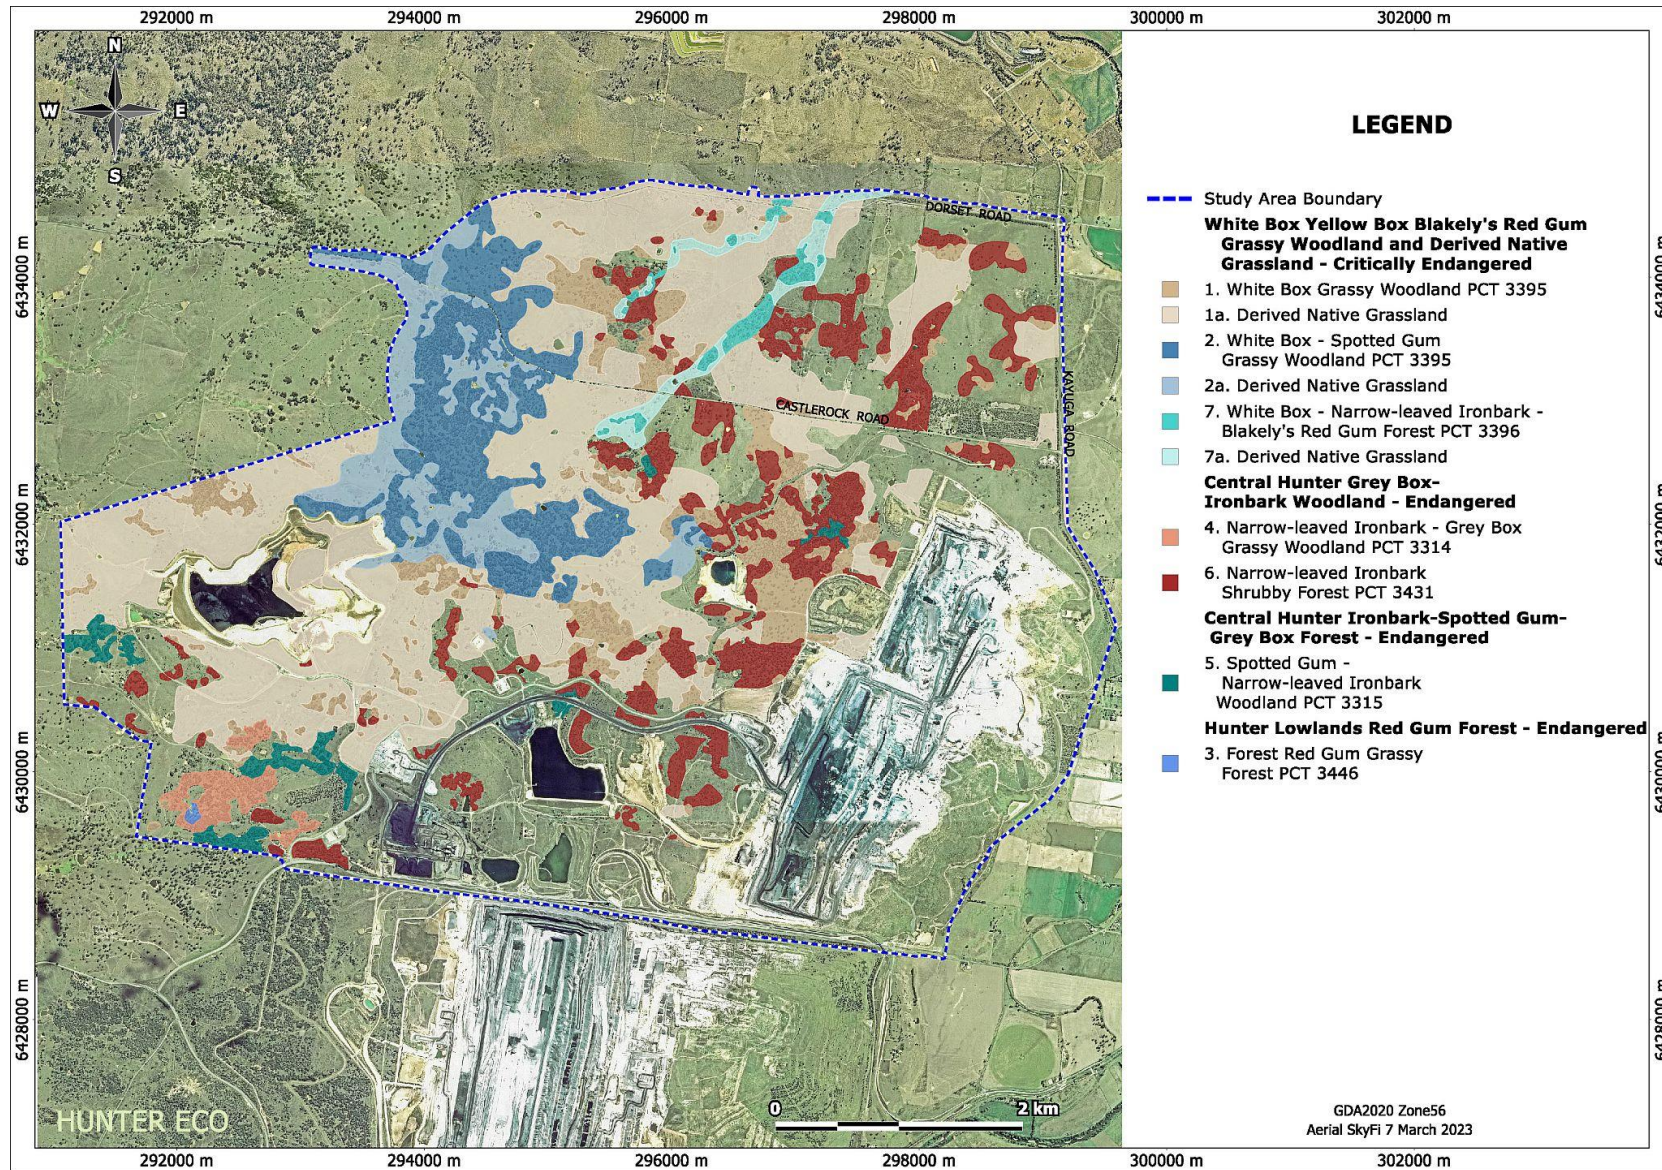 292000 m 294000 m 296000 m 298000 m 300000 m 302000 m
N
W E
S
6434000 m
6432000 m
6430000 m
6428000 m
DORSET ROAD
CASTLEROCK ROAD
KAYUGA ROAD
HUNTER ECO
0 2 km
LEGEND
Study Area Boundary
White Box Yellow Box Blakely's Red Gum
Grassy Woodland and Derived Native
Grassland - Critically Endangered
1. White Box Grassy Woodland PCT 3395
1a. Derived Native Grassland
2. White Box - Spotted Gum
Grassy Woodland PCT 3395
2a. Derived Native Grassland
7. White Box - Narrow-leaved Ironbark -
Blakely's Red Gum Forest PCT 3396
7a. Derived Native Grassland
Central Hunter Grey Box-
Ironbark Woodland - Endangered
4. Narrow-leaved Ironbark - Grey Box
Grassy Woodland PCT 3314
6. Narrow-leaved Ironbark
Shrubby Forest PCT 3431
Central Hunter Ironbark-Spotted Gum-
Grey Box Forest - Endangered
5. Spotted Gum -
Narrow-leaved Ironbark
Woodland PCT 3315
Hunter Lowlands Red Gum Forest - Endangered
3. Forest Red Gum Grassy
Forest PCT 3446
GDA2020 Zone56
Aerial SkyFi 7 March 2023
6434000 m
6432000 m
6430000 m
6428000 m
292000 m 294000 m 296000 m 298000 m 300000 m 302000 m